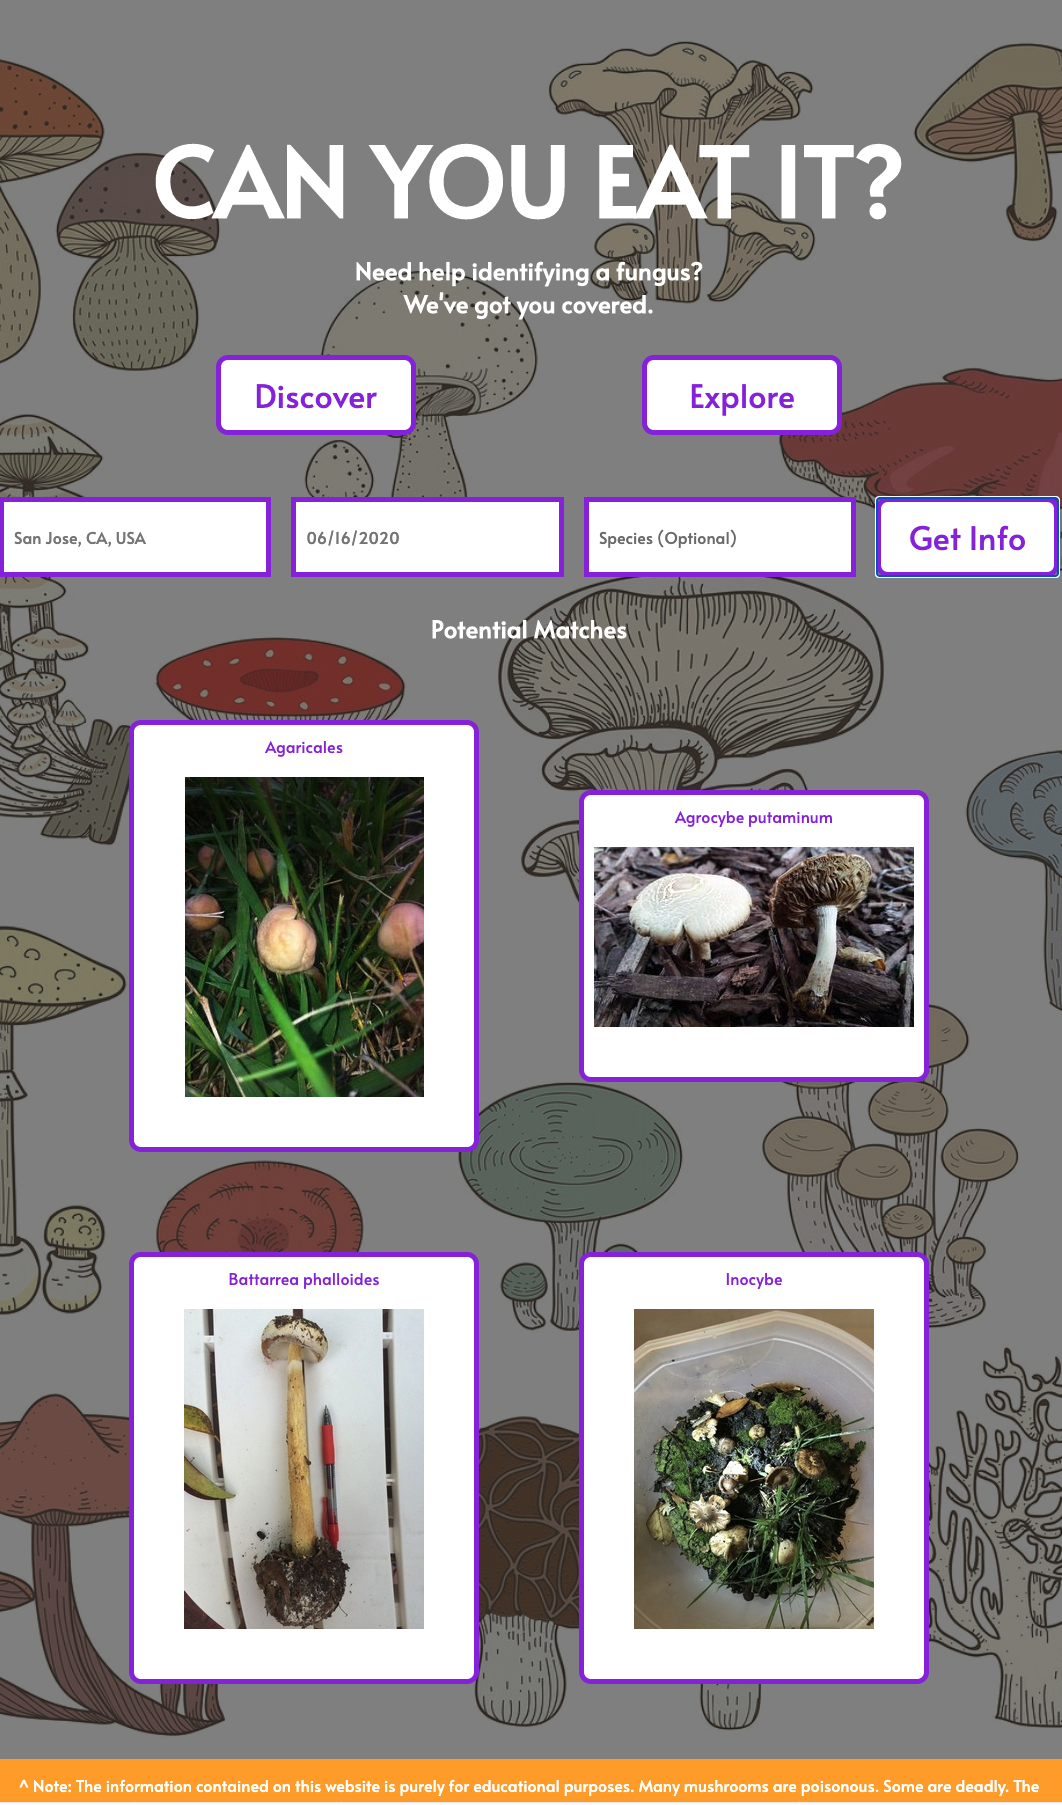 CAN YOU EAT IT?
Need help identifying a fungus?
We've got you covered.
Discover
Explore
San Jose, CA, USA
06/16/2020
Species (Optional)
Get Info
Potential Matches
Agaricales
Agrocybe putaminum
Battarrea phalloides
Inocybe
^ Note: The information contained on this website is purely for educational purposes. Many mushrooms are poisonous. Some are deadly. The